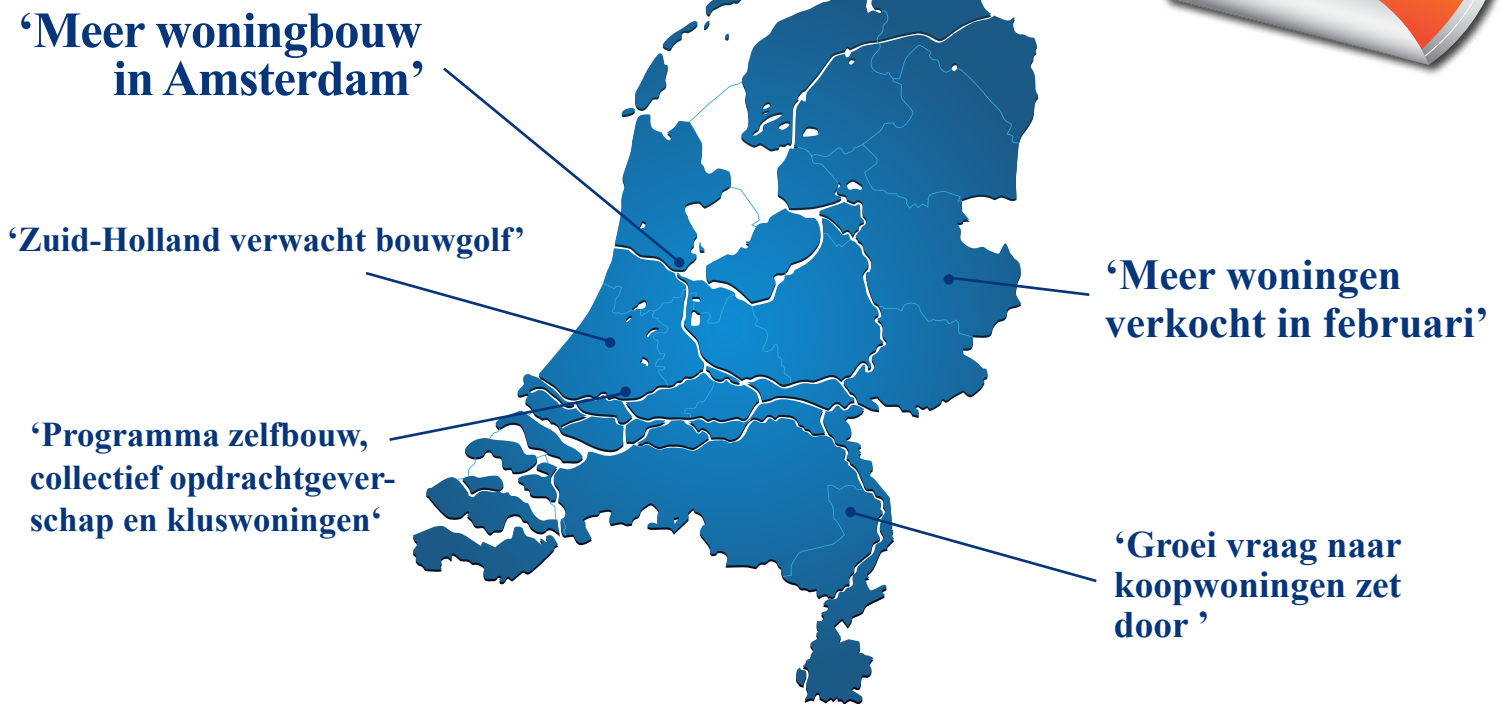 ‘Meer woningbouw
in Amsterdam’
‘Zuid-Holland verwacht bouwgolf’
‘Meer woningen
verkocht in februari’
‘Programma zelfbouw,
collectief opdrachtgever-
schap en kluswoningen‘
‘Groei vraag naar
koopwoningen zet
door ’